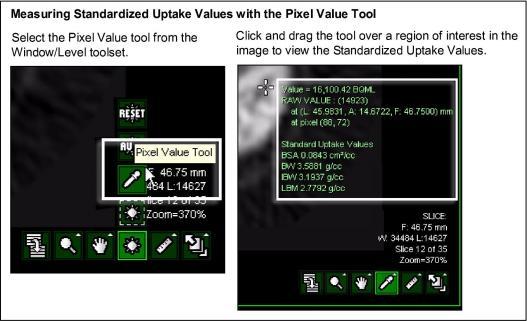 Measuring Standardized Uptake Values with the Pixel Value Tool
Select the Pixel Value tool from the
Window/Level toolset.
Click and drag the tool over a region of interest in the
image to view the Standardized Uptake Values.
RESET
AU
Pixel Value Tool
F: 46.75 mm
484 L:14627
Slice 12 of 35
Zoom=370%
Value = 16,100.42 BQML
RAW VALUE : (14923)
at (L: 45.9831, A: 14.6722, F: 46.7500) mm
at pixel (88, 72)
Standard Uptake Values
BSA 0.0843 cm²/cc
BW 3.5881 g/cc
IBW 3.1937 g/cc
LBM 2.7792 g/cc
SLICE:
F: 46.75 mm
W: 34484 L:14627
Slice 12 of 35
Zoom=370%